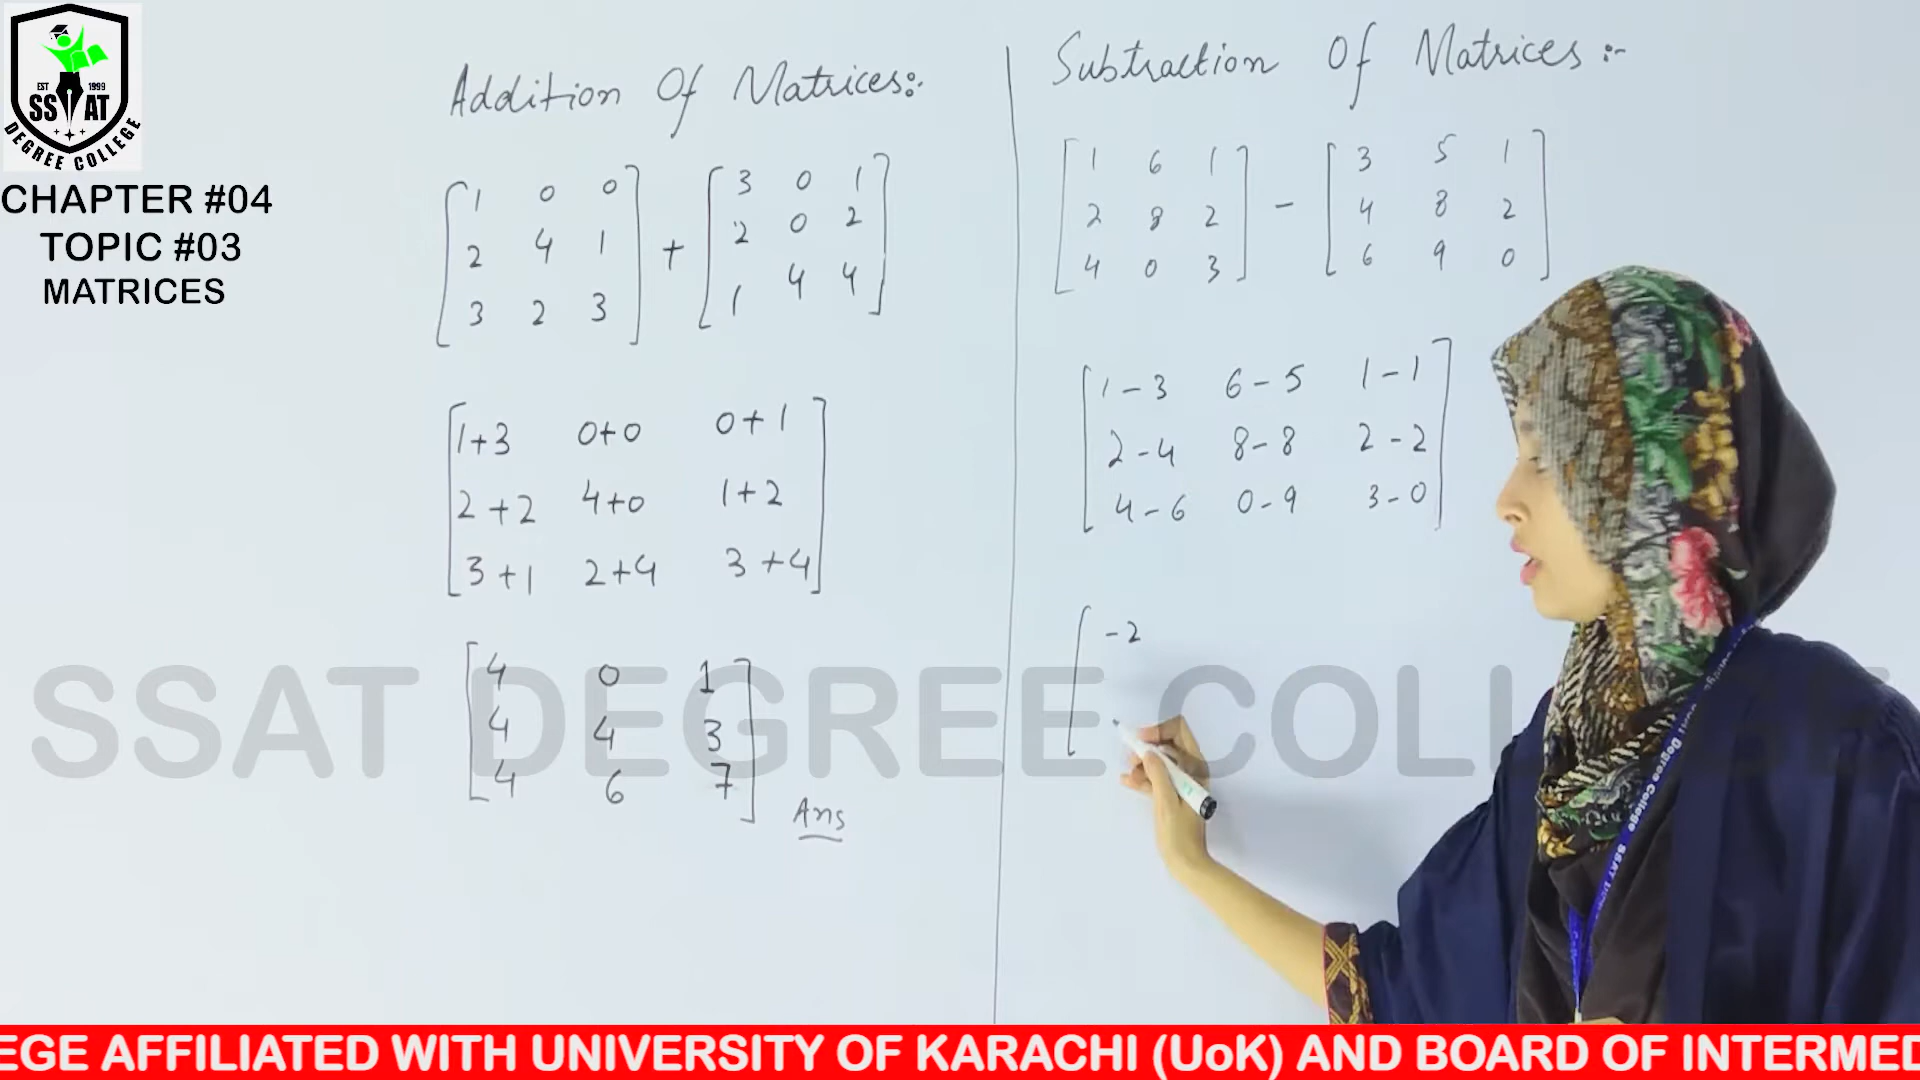 EST 1999
SSAT
DEGREE COLLEGE
CHAPTER #04
TOPIC #03
MATRICES
Addition Of Matrices:-
1 0 0
2 4 1
3 2 3
+
3 0 1
2 0 2
1 4 4
1+3 0+0 0+1
2+2 4+0 1+2
3+1 2+4 3+4
4 0 1
4 4 3
4 6 7
Ans
Subtraction Of Matrices:-
1 6 1
2 8 2
4 0 3
-
3 5 1
4 8 2
6 9 0
1-3 6-5 1-1
2-4 8-8 2-2
4-6 0-9 3-0
-2
SSAT DEGREE COLLEGE
EGE AFFILIATED WITH UNIVERSITY OF KARACHI (UoK) AND BOARD OF INTERMED